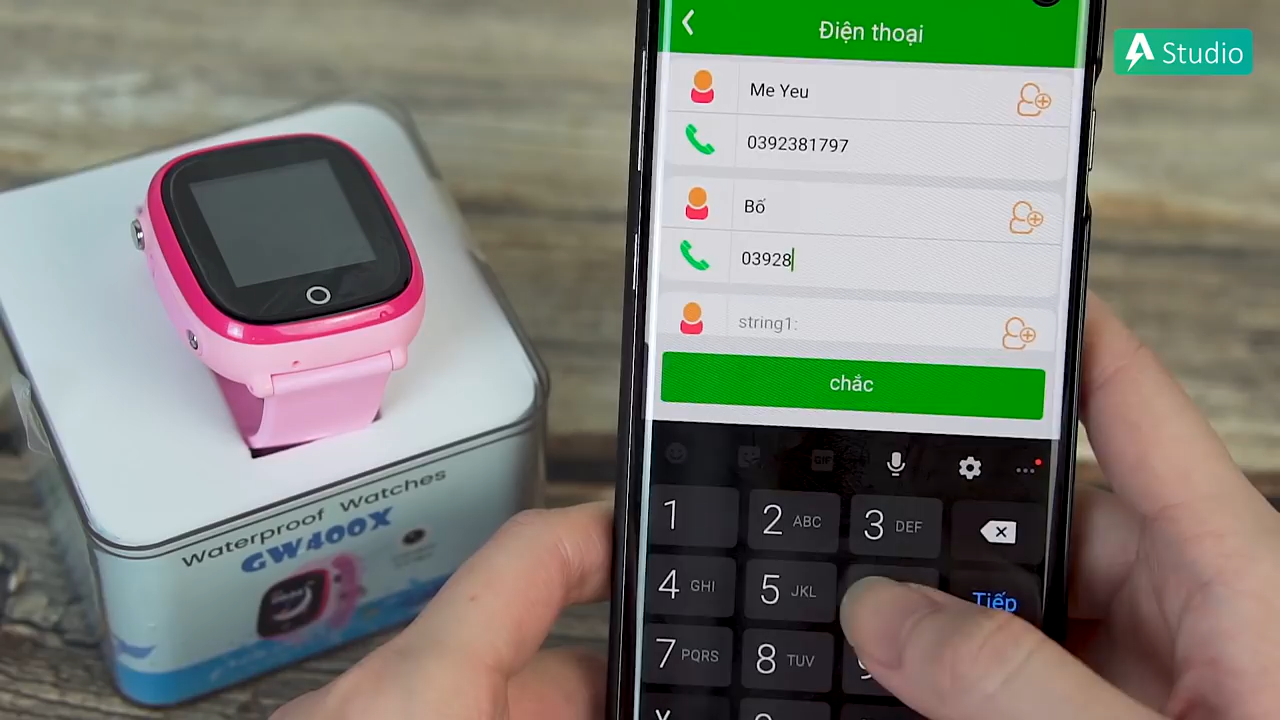 Studio
Điện thoại
Me Yeu
0392381797
Bố
03928
string1:
chắc
GIF
1
2 ABC
3 DEF
4 GHI
5 JKL
Tiếp
7 PQRS
8 TUV
Waterproof Watches
GW400X